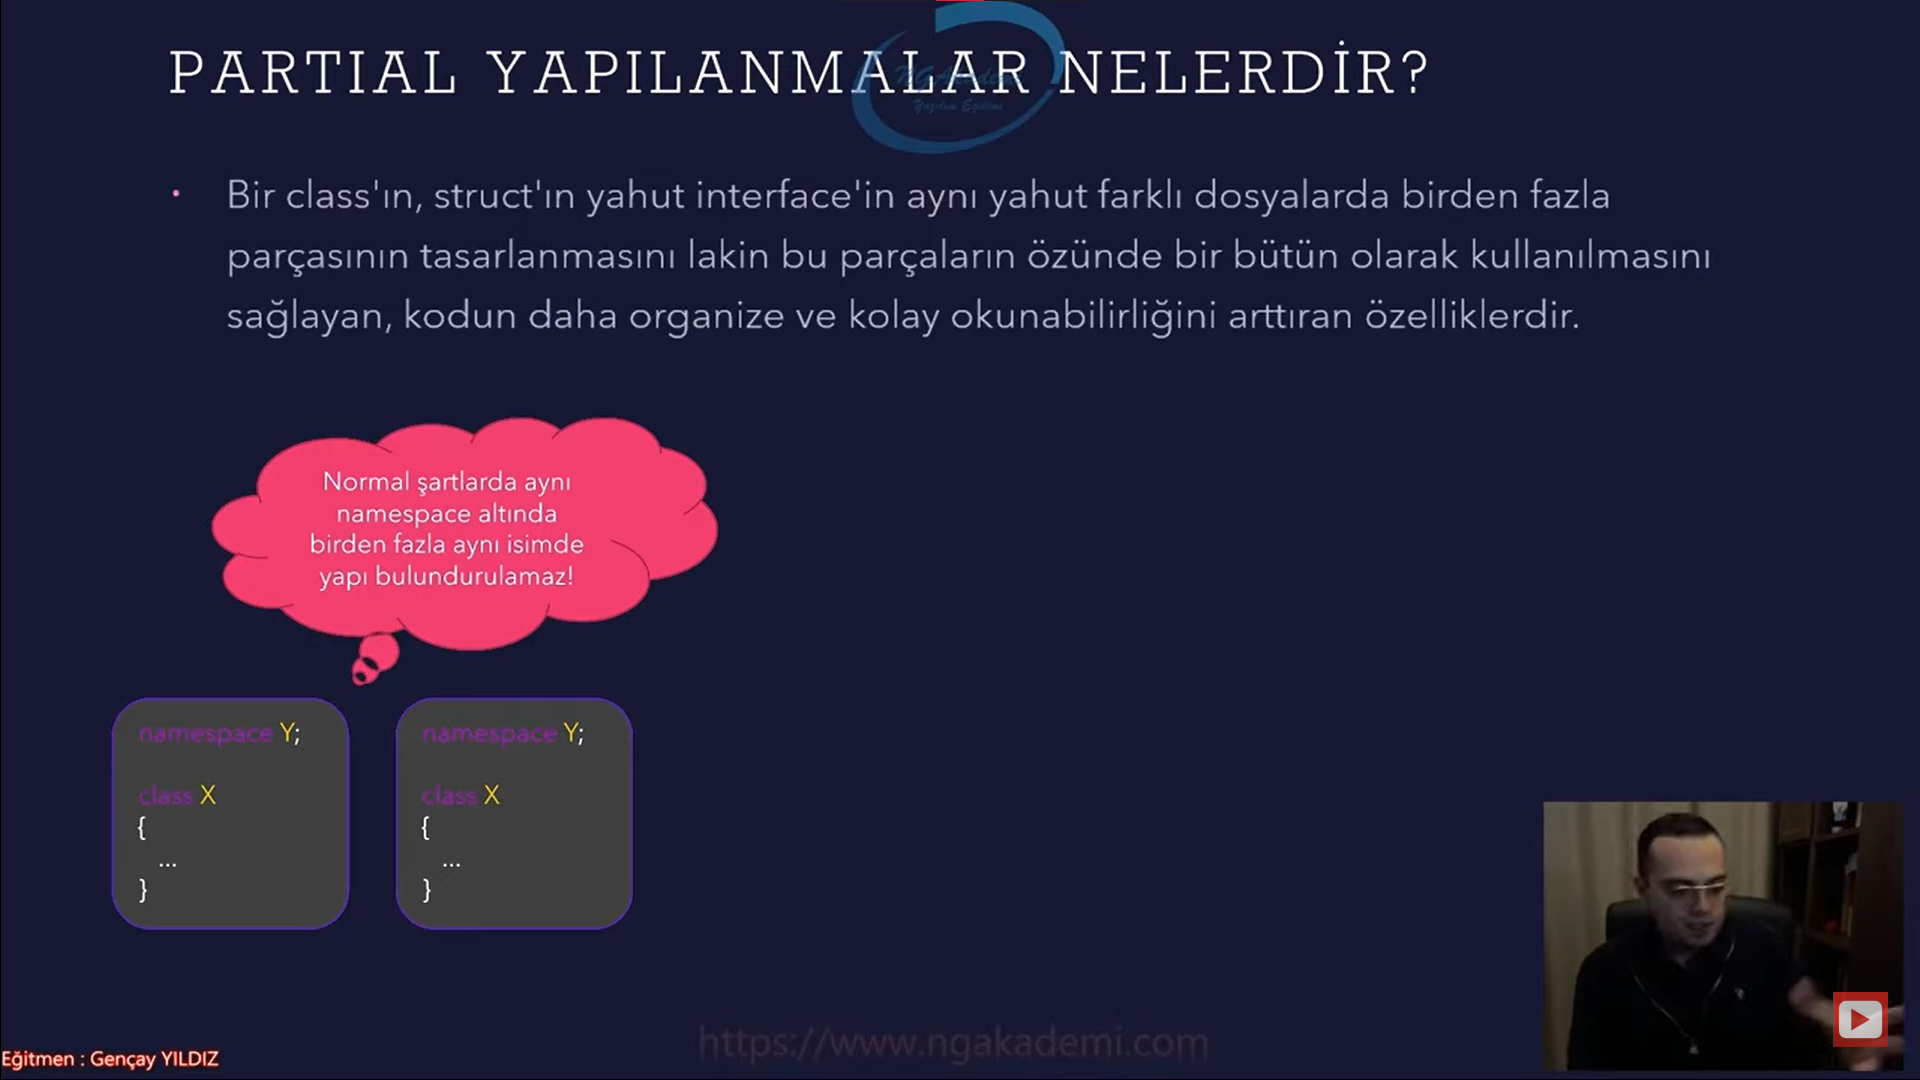 PARTIAL YAPILANMALAR NELERDİR?
NGAkademi
Yazılım Eğitimi
• Bir class'ın, struct'ın yahut interface'in aynı yahut farklı dosyalarda birden fazla
parçasının tasarlanmasını lakin bu parçaların özünde bir bütün olarak kullanılmasını
sağlayan, kodun daha organize ve kolay okunabilirliğini arttıran özelliklerdir.
Normal şartlarda aynı
namespace altında
birden fazla aynı isimde
yapı bulundurulamaz!
namespace Y;
class X
{
...
}
namespace Y;
class X
{
...
}
https://www.ngakademi.com
Eğitmen : Gençay YILDIZ